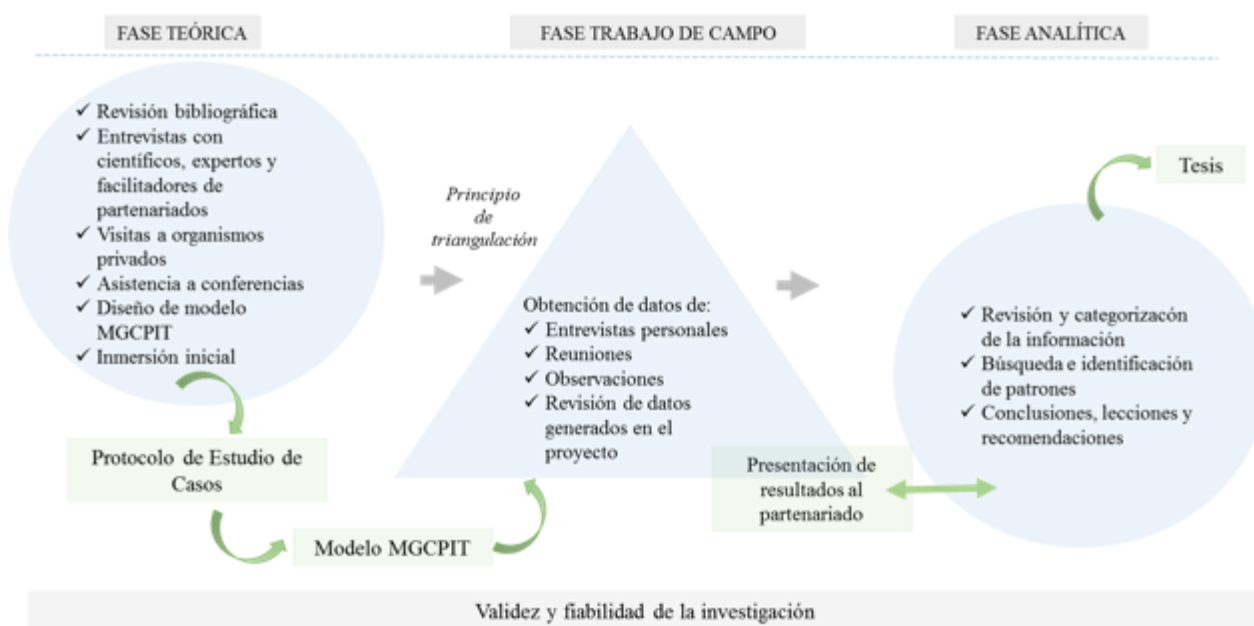 FASE TEÓRICA
FASE TRABAJO DE CAMPO
FASE ANALÍTICA
✓ Revisión bibliográfica
✓ Entrevistas con
científicos, expertos y
facilitadores de
partenariados
✓ Visitas a organismos
privados
✓ Asistencia a conferencias
✓ Diseño de modelo
MGCPIT
✓ Inmersión inicial
Protocolo de Estudio de
Casos
Modelo MGCPIT
Principio
de
triangulación
Obtención de datos de:
✓ Entrevistas personales
✓ Reuniones
✓ Observaciones
✓ Revisión de datos
generados en el
proyecto
Presentación de
resultados al
partenariado
Tesis
✓ Revisión y categorizacón
de la información
✓ Búsqueda e identificación
de patrones
✓ Conclusiones, lecciones y
recomendaciones
Validez y fiabilidad de la investigación